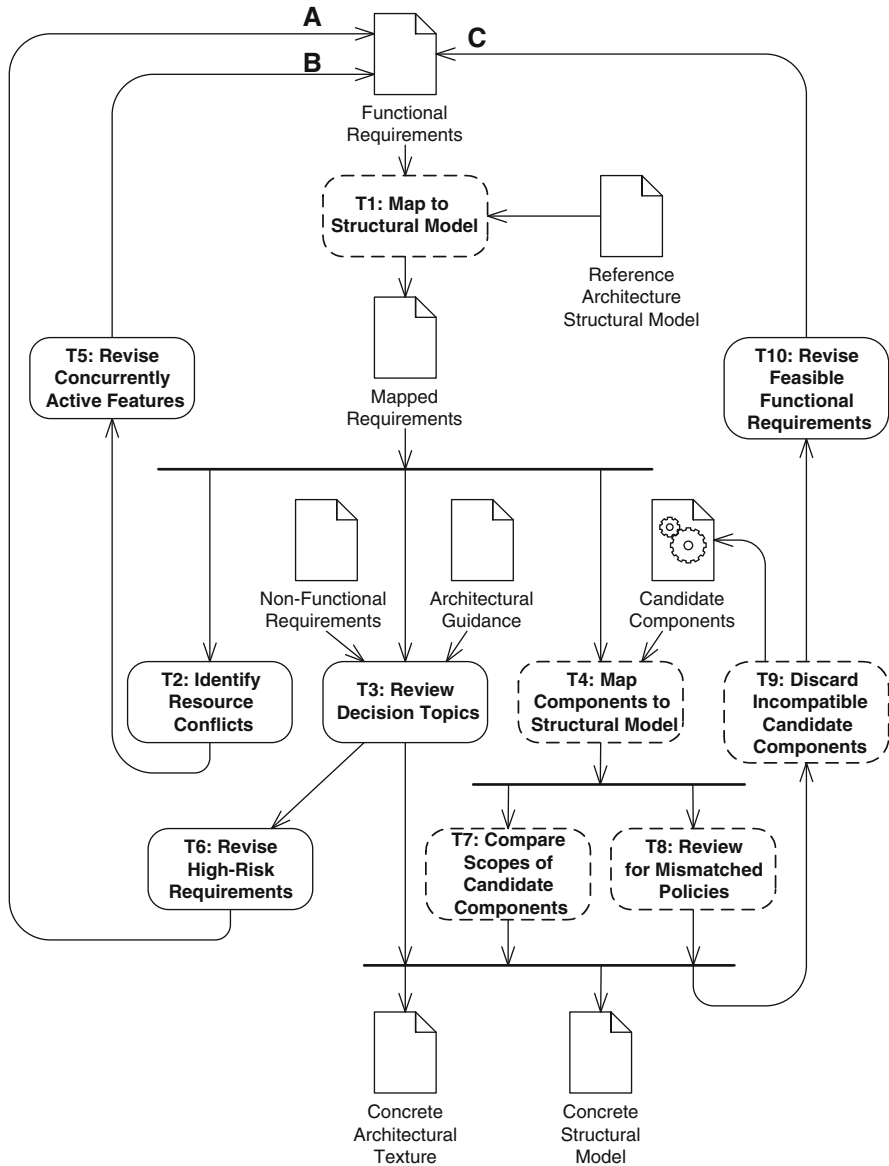 A
B
C
Functional
Requirements
T1: Map to
Structural Model
Reference
Architecture
Structural Model
T5: Revise
Concurrently
Active Features
Mapped
Requirements
T10: Revise
Feasible
Functional
Requirements
Non-Functional
Requirements
Architectural
Guidance
Candidate
Components
T2: Identify
Resource
Conflicts
T3: Review
Decision Topics
T4: Map
Components to
Structural Model
T9: Discard
Incompatible
Candidate
Components
T6: Revise
High-Risk
Requirements
T7: Compare
Scopes of
Candidate
Components
T8: Review
for Mismatched
Policies
Concrete
Architectural
Texture
Concrete
Structural
Model